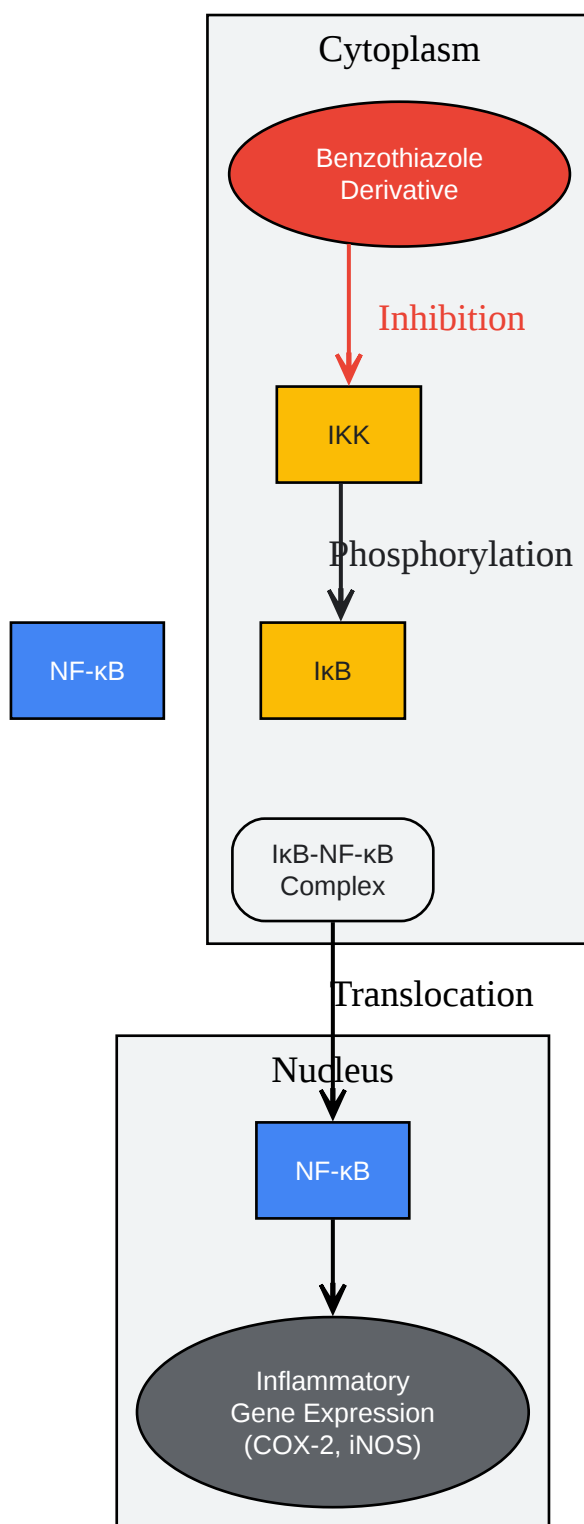 Cytoplasm
Benzothiazole
Derivative
Inhibition
IKK
Phosphorylation
NF-κB
IκB
IκB-NF-κB
Complex
Translocation
Nucleus
NF-κB
Inflammatory
Gene Expression
(COX-2, iNOS)